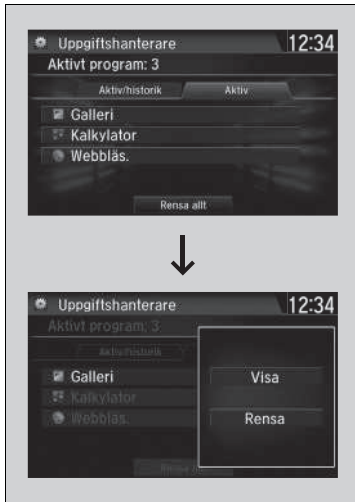 Uppgiftshanterare 12:34
Aktivt program: 3
Aktiv/historik Aktiv
Galleri
Kalkylator
Webbläs.
Rensa allt
Uppgiftshanterare 12:34
Aktivt program: 3
Aktiv/historik
Galleri Visa
Kalkylator
Webbläs. Rensa